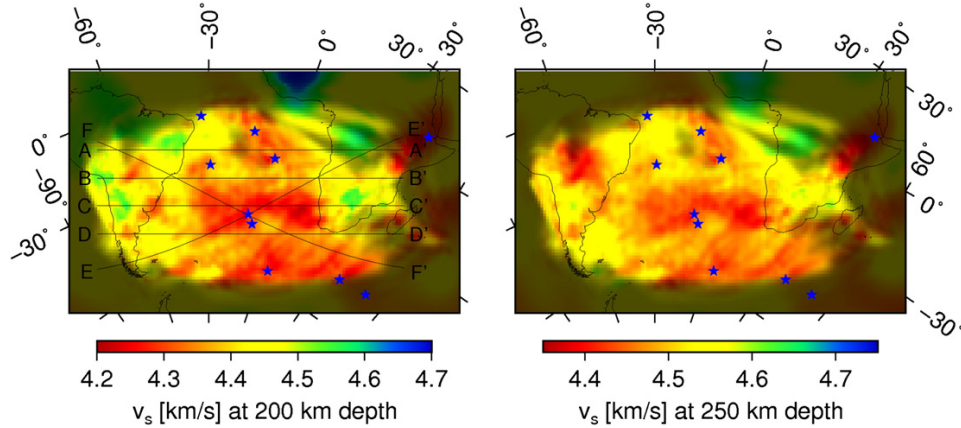 −60° −30° 0° 30° 30°
−60° −30° 0° 30° 30°
F E'
0° A A' 60°
B B'
−90° C C' 0°
D D'
−30° E F' −30°
4.2 4.3 4.4 4.5 4.6 4.7
vs [km/s] at 200 km depth
4.4 4.5 4.6 4.7
vs [km/s] at 250 km depth